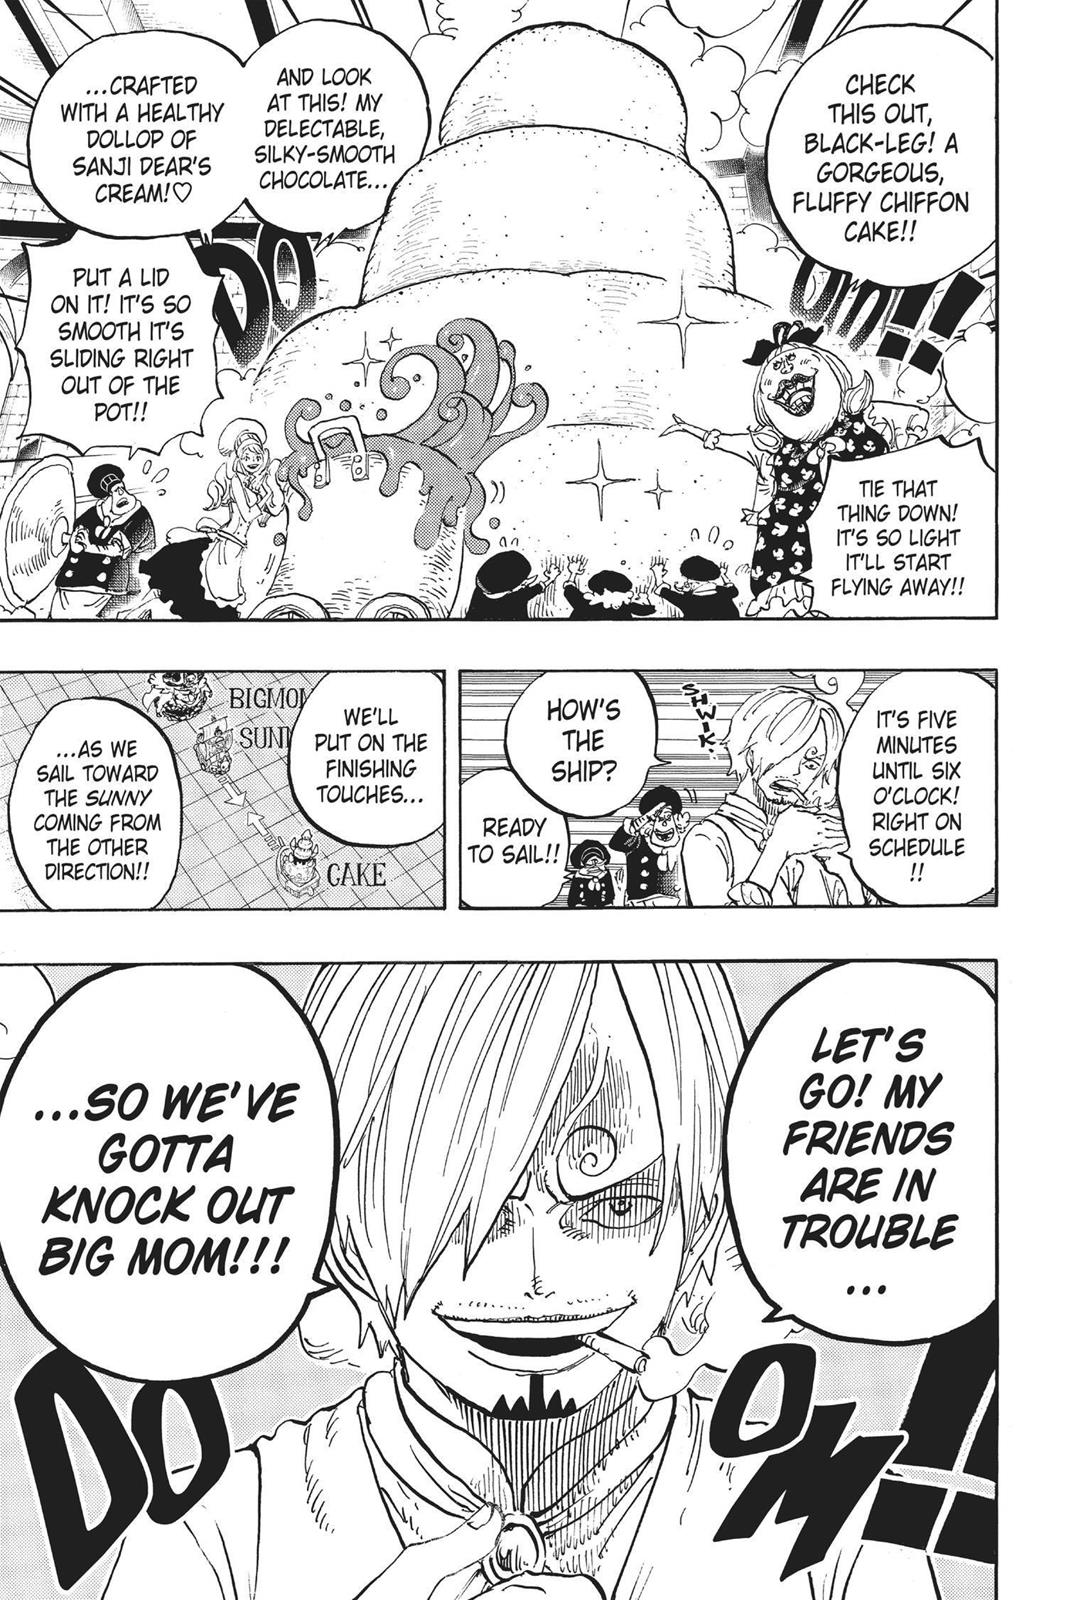 CHECK
THIS OUT,
BLACK-LEG! A
GORGEOUS,
FLUFFY CHIFFON
CAKE!!
TIE THAT
THING DOWN!
IT'S SO LIGHT
IT'LL START
FLYING AWAY!!
AND LOOK
AT THIS! MY
DELECTABLE,
SILKY-SMOOTH
CHOCOLATE...
...CRAFTED
WITH A HEALTHY
DOLLOP OF
SANJI DEAR'S
CREAM!♡
PUT A LID
ON IT! IT'S SO
SMOOTH IT'S
SLIDING RIGHT
OUT OF THE
POT!!
DOOM!!
IT'S FIVE
MINUTES
UNTIL SIX
O'CLOCK!
RIGHT ON
SCHEDULE
!!
SHWIK.
HOW'S
THE
SHIP?
READY
TO SAIL!!
WE'LL
PUT ON THE
FINISHING
TOUCHES...
BIGMOM
SUNN
CAKE
...AS WE
SAIL TOWARD
THE SUNNY
COMING FROM
THE OTHER
DIRECTION!!
LET'S
GO! MY
FRIENDS
ARE IN
TROUBLE
...
...SO WE'VE
GOTTA
KNOCK OUT
BIG MOM!!!
DOOM!!